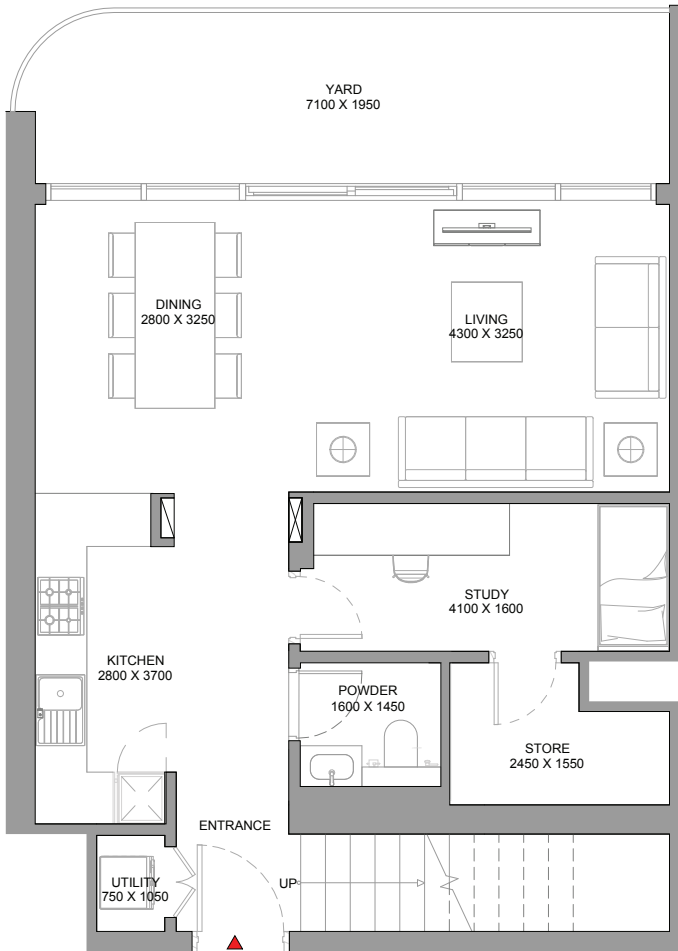 YARD
7100 X 1950
DINING
2800 X 3250
LIVING
4300 X 3250
STUDY
4100 X 1600
KITCHEN
2800 X 3700
POWDER
1600 X 1450
STORE
2450 X 1550
ENTRANCE
UTILITY
750 X 1050
UP